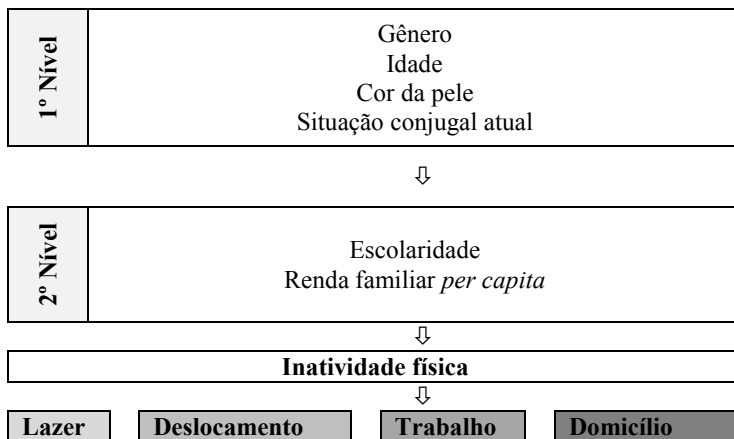 1º Nível
Gênero
Idade
Cor da pele
Situação conjugal atual
2º Nível
Escolaridade
Renda familiar per capita
Inatividade física
Lazer
Deslocamento
Trabalho
Domicílio